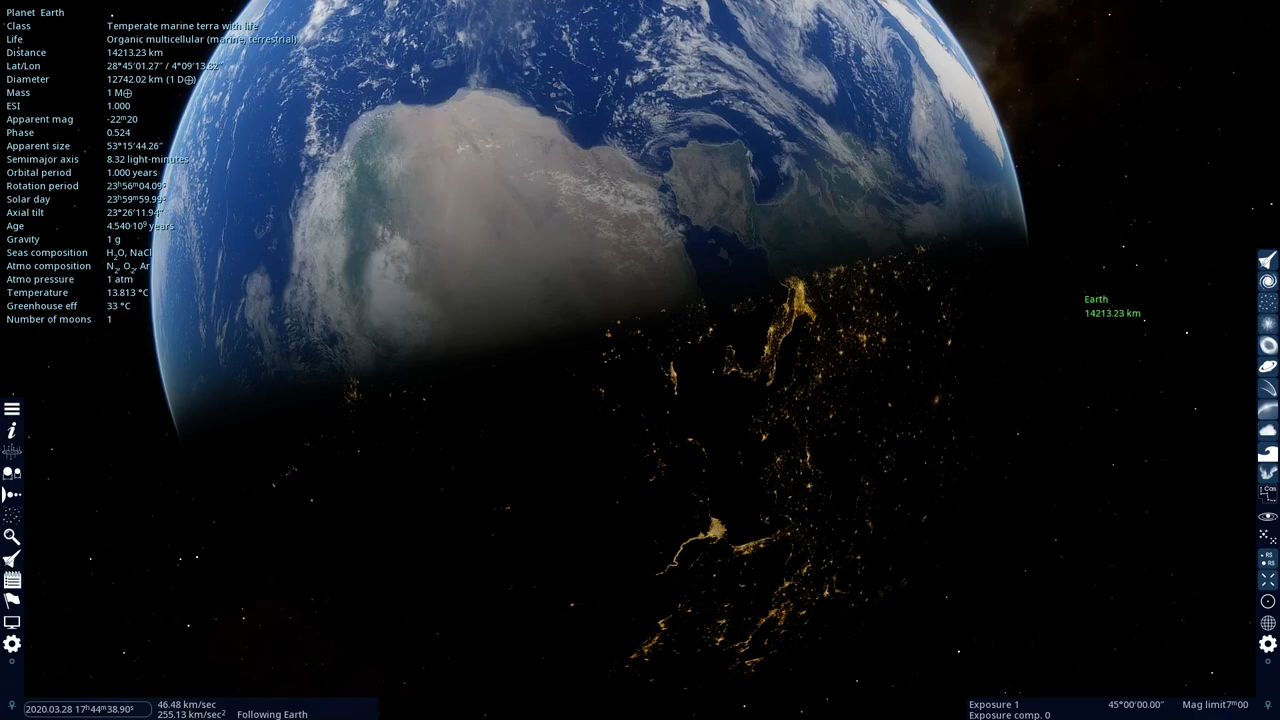 Planet Earth
Class Temperate marine terra with life
Life Organic multicellular (marine, terrestrial)
Distance 14213.23 km
Lat/Lon 28°45′01.27″ / 4°09′13.62″
Diameter 12742.02 km (1 D⊕)
Mass 1 M⊕
ESI 1.000
Apparent mag -22ᵐ20
Phase 0.524
Apparent size 53°15′44.26″
Semimajor axis 8.32 light-minutes
Orbital period 1.000 years
Rotation period 23ʰ56ᵐ04.09ˢ
Solar day 23ʰ59ᵐ59.99ˢ
Axial tilt 23°26′11.94″
Age 4.540·10⁹ years
Gravity 1 g
Seas composition H₂O, NaCl
Atmo composition N₂, O₂, Ar
Atmo pressure 1 atm
Temperature 13.813 °C
Greenhouse eff 33 °C
Number of moons 1
Earth
14213.23 km
RS
RS
2020.03.28 17ʰ44ᵐ38.90ˢ
46.48 km/sec
255.13 km/sec²
Following Earth
Exposure 1
Exposure comp. 0
45°00′00.00″
Mag limit7ᵐ00